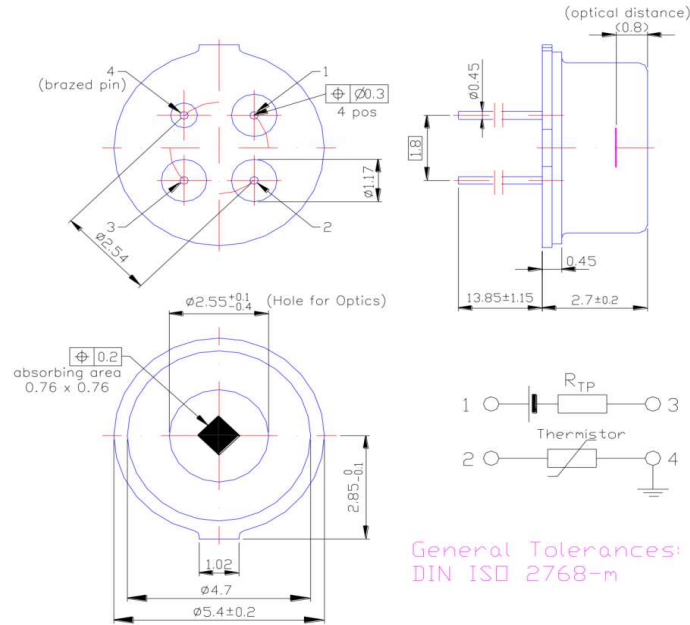 (optical distance)
(0.8)
4
(brazed pin)
1
⌖ Ø0.3
4 pos
Ø0.45
1.8
Ø1.17
3
2
Ø2.54
0.45
13.85±1.15
2.7±0.2
Ø2.55 +0.1 -0.4 (Hole for Optics)
⌖ 0.2
absorbing area
0.76 x 0.76
RTP
1
3
Thermistor
2
4
2.85 0 -0.1
1.02
Ø4.7
Ø5.4±0.2
General Tolerances:
DIN ISO 2768-m